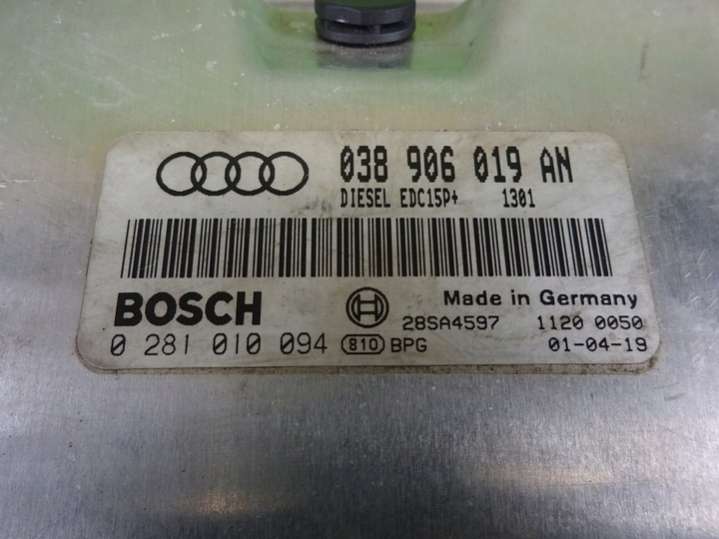 038 906 019 AN
DIESEL EDC15P+ 1301
BOSCH Made in Germany
28SA4597 1120 0050
0 281 010 094 810 BPG 01-04-19